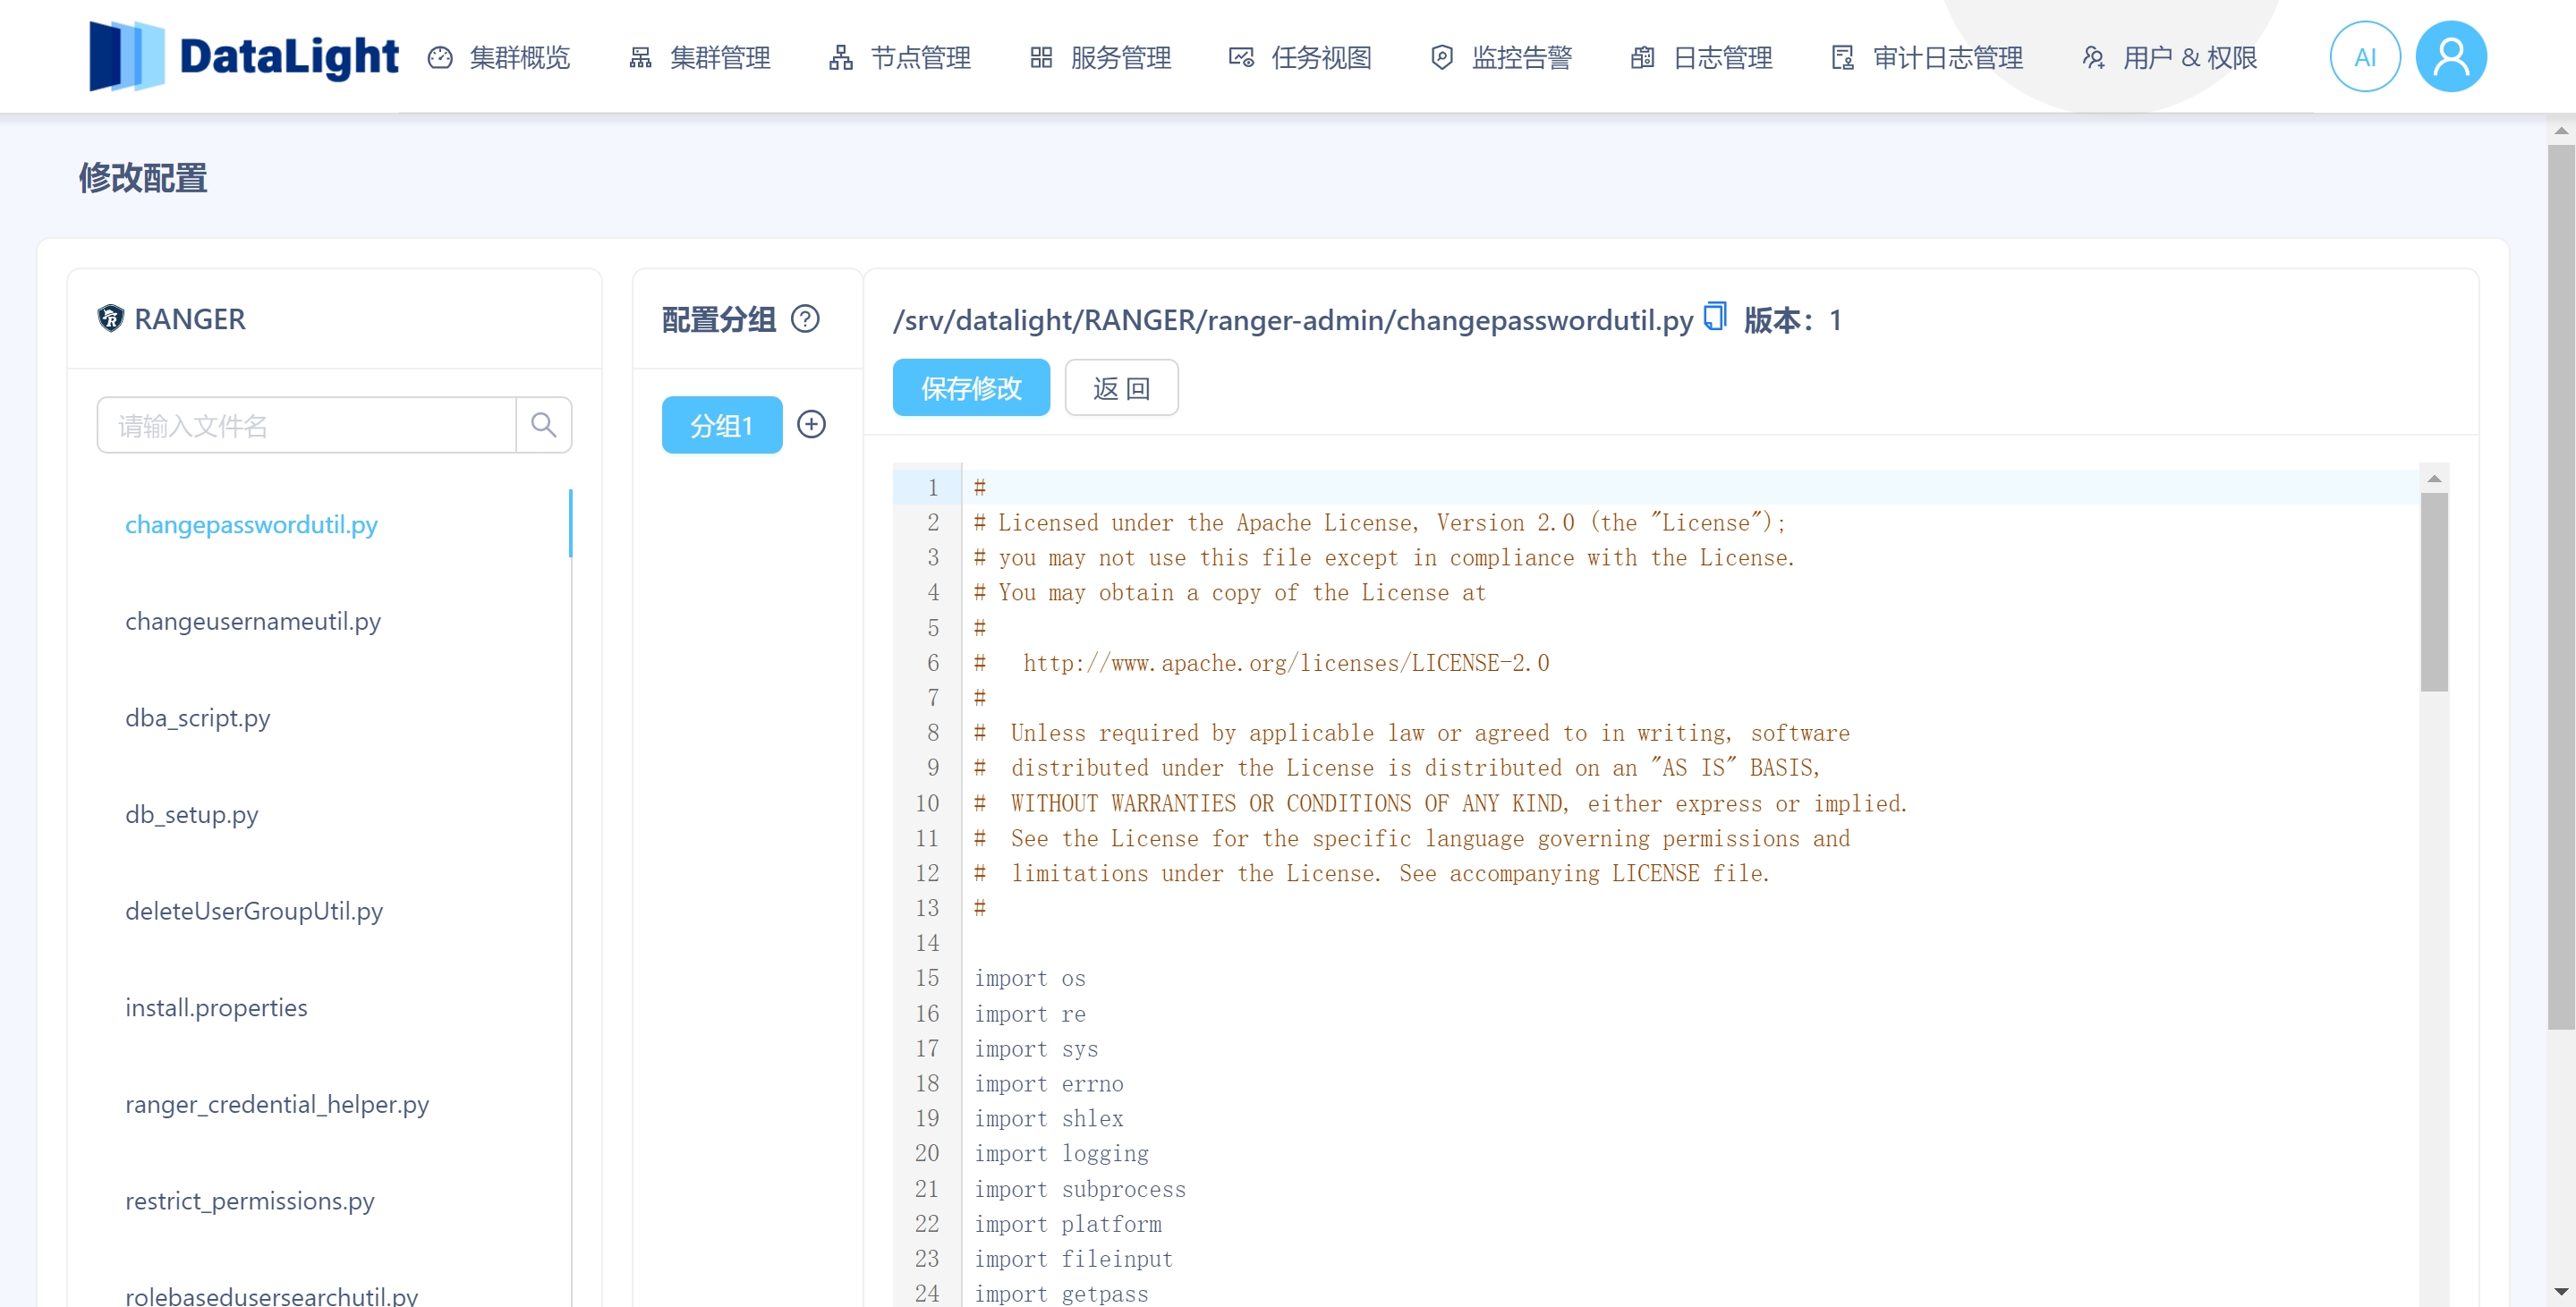 DataLight
集群概览
集群管理
节点管理
服务管理
任务视图
监控告警
日志管理
审计日志管理
用户 & 权限
AI
修改配置
RANGER
请输入文件名
changepasswordutil.py
changeusernameutil.py
dba_script.py
db_setup.py
deleteUserGroupUtil.py
install.properties
ranger_credential_helper.py
restrict_permissions.py
rolebasedusersearchutil.py
配置分组
分组1
/srv/datalight/RANGER/ranger-admin/changepasswordutil.py 版本：1
保存修改
返 回
1 #
2 # Licensed under the Apache License, Version 2.0 (the "License");
3 # you may not use this file except in compliance with the License.
4 # You may obtain a copy of the License at
5 #
6 #   http://www.apache.org/licenses/LICENSE-2.0
7 #
8 #  Unless required by applicable law or agreed to in writing, software
9 #  distributed under the License is distributed on an "AS IS" BASIS,
10 #  WITHOUT WARRANTIES OR CONDITIONS OF ANY KIND, either express or implied.
11 #  See the License for the specific language governing permissions and
12 #  limitations under the License. See accompanying LICENSE file.
13 #
14
15 import os
16 import re
17 import sys
18 import errno
19 import shlex
20 import logging
21 import subprocess
22 import platform
23 import fileinput
24 import getpass